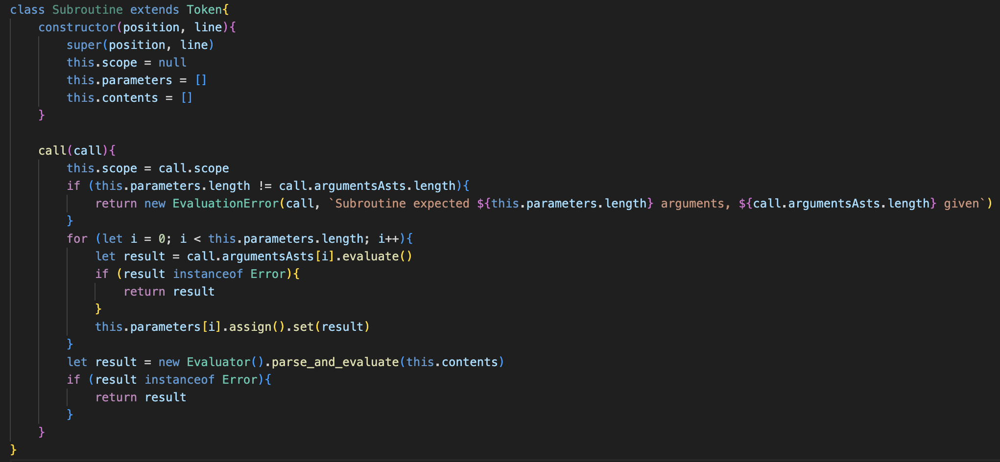 class Subroutine extends Token{
    constructor(position, line){
        super(position, line)
        this.scope = null
        this.parameters = []
        this.contents = []
    }

    call(call){
        this.scope = call.scope
        if (this.parameters.length != call.argumentsAsts.length){
            return new EvaluationError(call, `Subroutine expected ${this.parameters.length} arguments, ${call.argumentsAsts.length} given`)
        }
        for (let i = 0; i < this.parameters.length; i++){
            let result = call.argumentsAsts[i].evaluate()
            if (result instanceof Error){
                return result
            }
            this.parameters[i].assign().set(result)
        }
        let result = new Evaluator().parse_and_evaluate(this.contents)
        if (result instanceof Error){
            return result
        }
    }
}